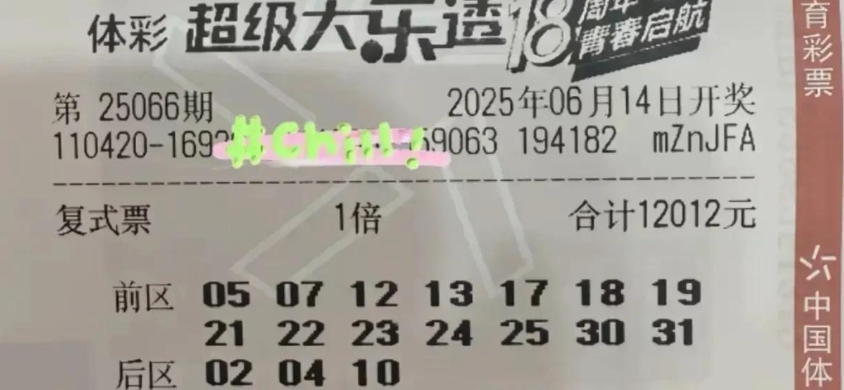 体彩 超级大乐透 18周年 青春启航
第 25066期 2025年06月14日开奖
110420-169 #Chill! 59063 194182 mZnJFA
复式票 1倍 合计12012元
前区 05 07 12 13 17 18 19
21 22 23 24 25 30 31
后区 02 04 10
育彩票
中国体